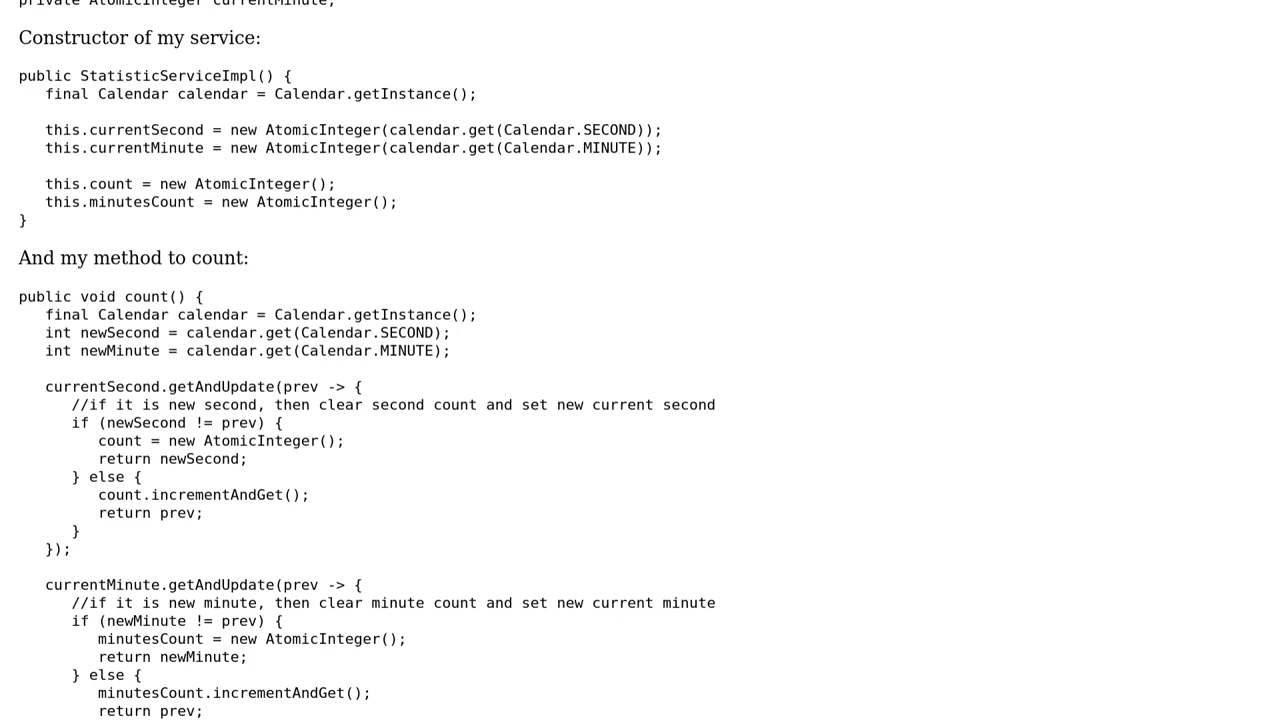 private AtomicInteger currentMinute;
Constructor of my service:
public StatisticServiceImpl() {
   final Calendar calendar = Calendar.getInstance();
   this.currentSecond = new AtomicInteger(calendar.get(Calendar.SECOND));
   this.currentMinute = new AtomicInteger(calendar.get(Calendar.MINUTE));
   this.count = new AtomicInteger();
   this.minutesCount = new AtomicInteger();
}
And my method to count:
public void count() {
   final Calendar calendar = Calendar.getInstance();
   int newSecond = calendar.get(Calendar.SECOND);
   int newMinute = calendar.get(Calendar.MINUTE);
   currentSecond.getAndUpdate(prev -> {
      //if it is new second, then clear second count and set new current second
      if (newSecond != prev) {
         count = new AtomicInteger();
         return newSecond;
      } else {
         count.incrementAndGet();
         return prev;
      }
   });
   currentMinute.getAndUpdate(prev -> {
      //if it is new minute, then clear minute count and set new current minute
      if (newMinute != prev) {
         minutesCount = new AtomicInteger();
         return newMinute;
      } else {
         minutesCount.incrementAndGet();
         return prev;